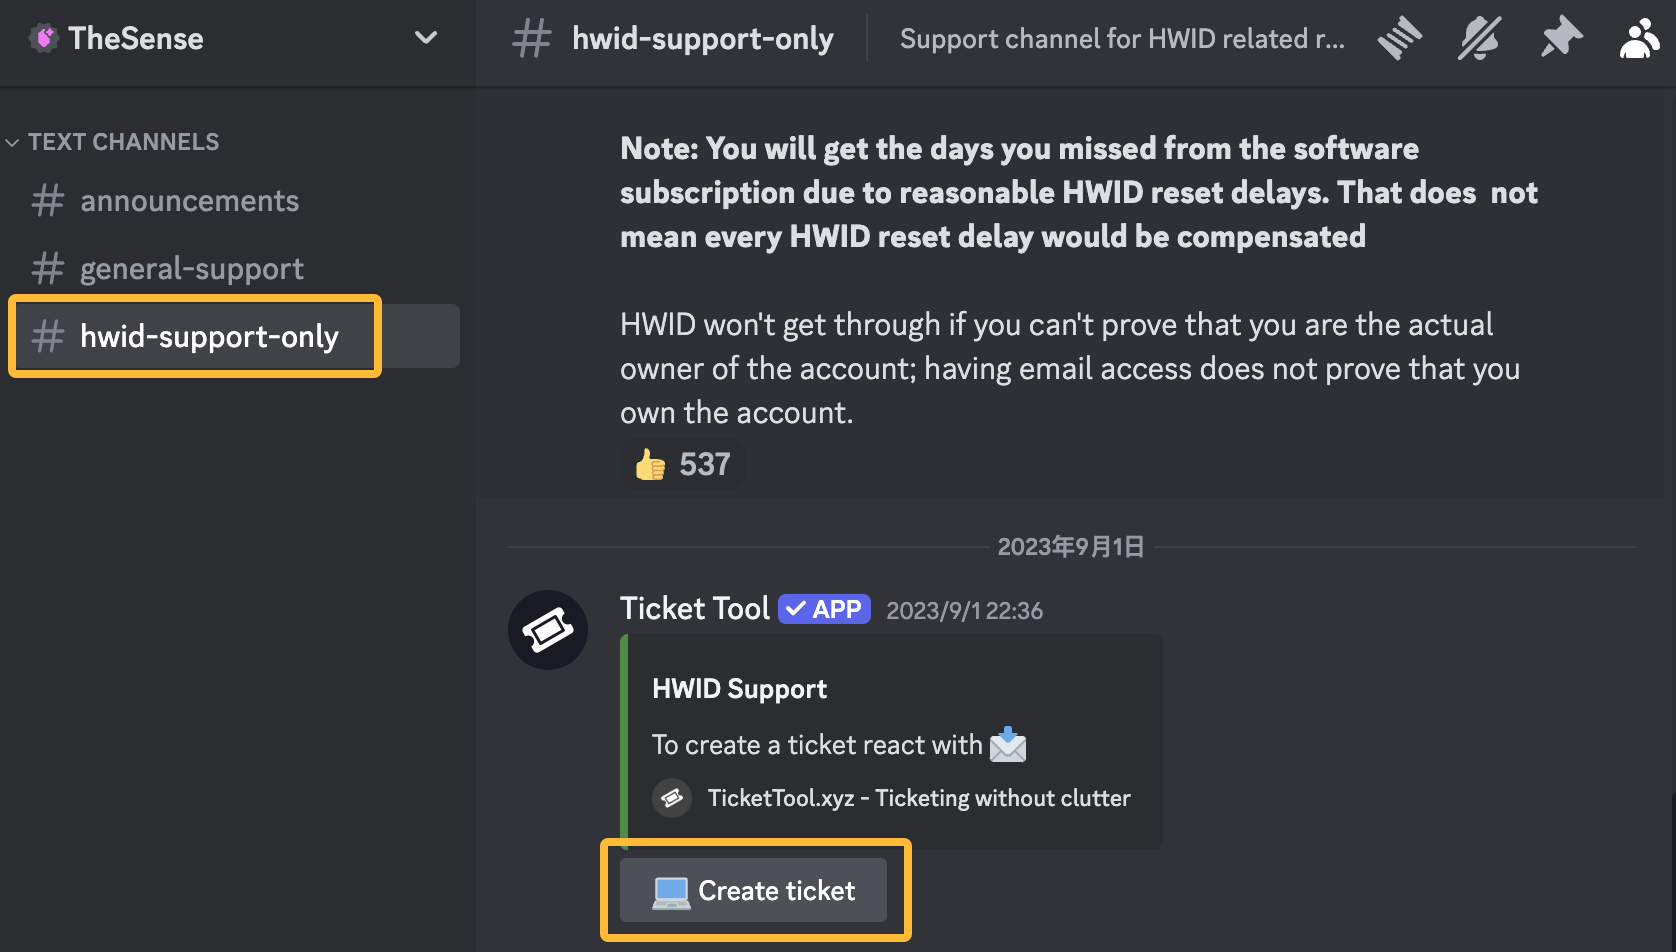 TheSense
TEXT CHANNELS
# announcements
# general-support
# hwid-support-only
# hwid-support-only
Support channel for HWID related r...
Note: You will get the days you missed from the software
subscription due to reasonable HWID reset delays. That does  not
mean every HWID reset delay would be compensated
HWID won't get through if you can't prove that you are the actual
owner of the account; having email access does not prove that you
own the account.
👍 537
2023年9月1日
Ticket Tool ✓ APP 2023/9/1 22:36
HWID Support
To create a ticket react with 📩
TicketTool.xyz - Ticketing without clutter
💻 Create ticket